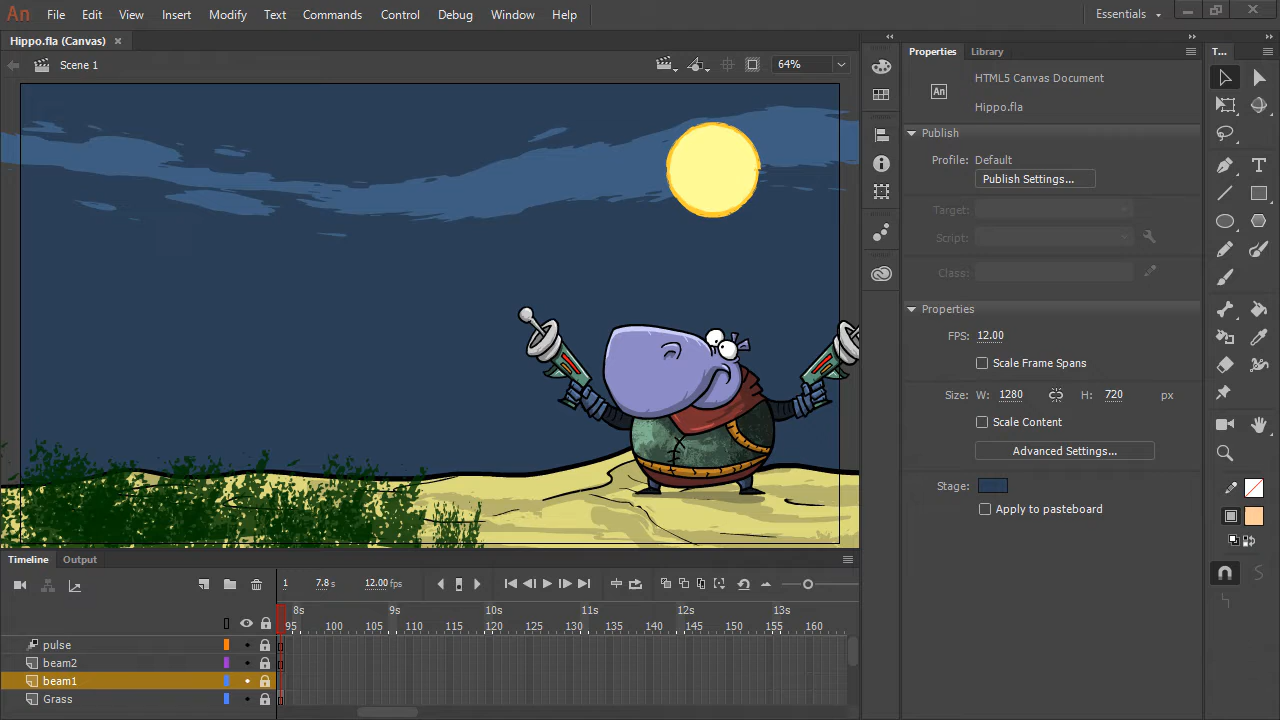 An File Edit View Insert Modify Text Commands Control Debug Window Help Essentials
Hippo.fla (Canvas)
Scene 1 64%
Properties Library T...
An HTML5 Canvas Document
Hippo.fla
Publish
Profile: Default
Publish Settings...
Target:
Script:
Class:
Properties
FPS: 12.00
Scale Frame Spans
Size: W: 1280 H: 720 px
Scale Content
Advanced Settings...
Stage:
Apply to pasteboard
Timeline Output
1 7.8 s 12.00 fps
8s 9s 10s 11s 12s 13s
95 100 105 110 115 120 125 130 135 140 145 150 155 160
pulse
beam2
beam1
Grass